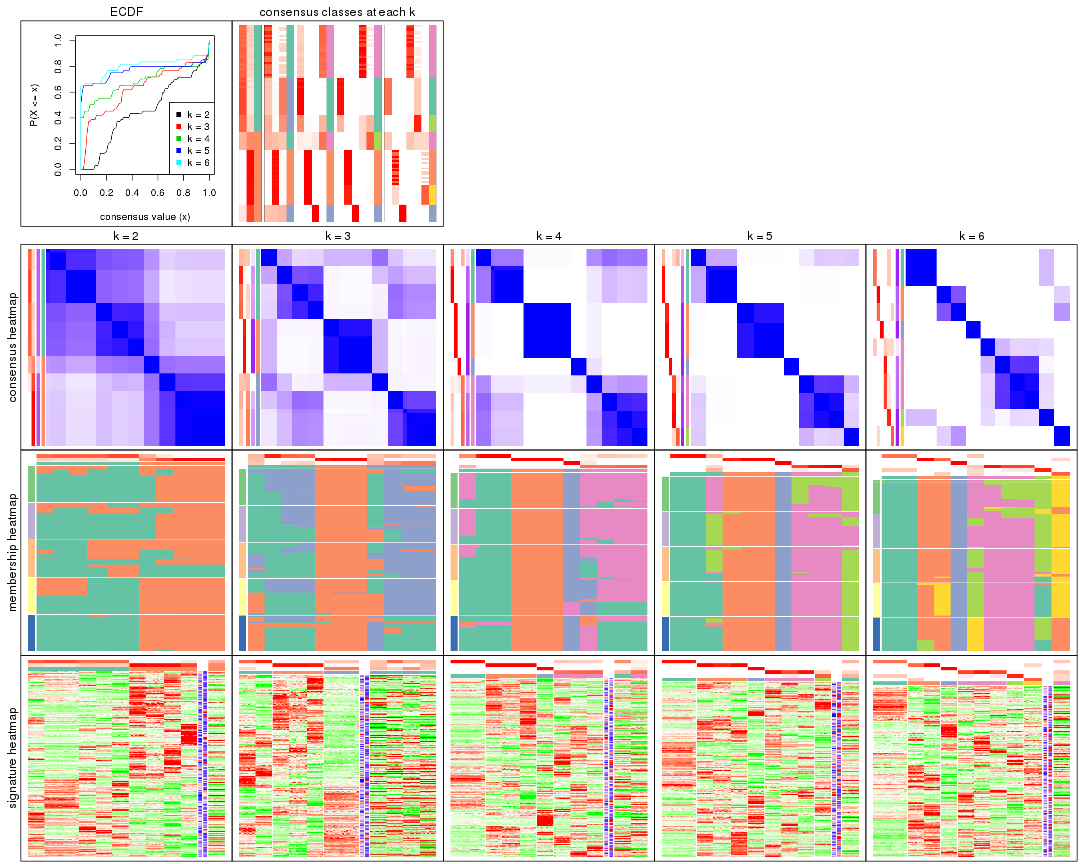 ECDF
consensus classes at each k
P(X <= x)
1.0
0.8
0.6
0.4
0.2
0.0
k = 2
k = 3
k = 4
k = 5
k = 6
0.0 0.2 0.4 0.6 0.8 1.0
consensus value (x)
k = 2 k = 3 k = 4 k = 5 k = 6
consensus heatmap
membership heatmap
signature heatmap